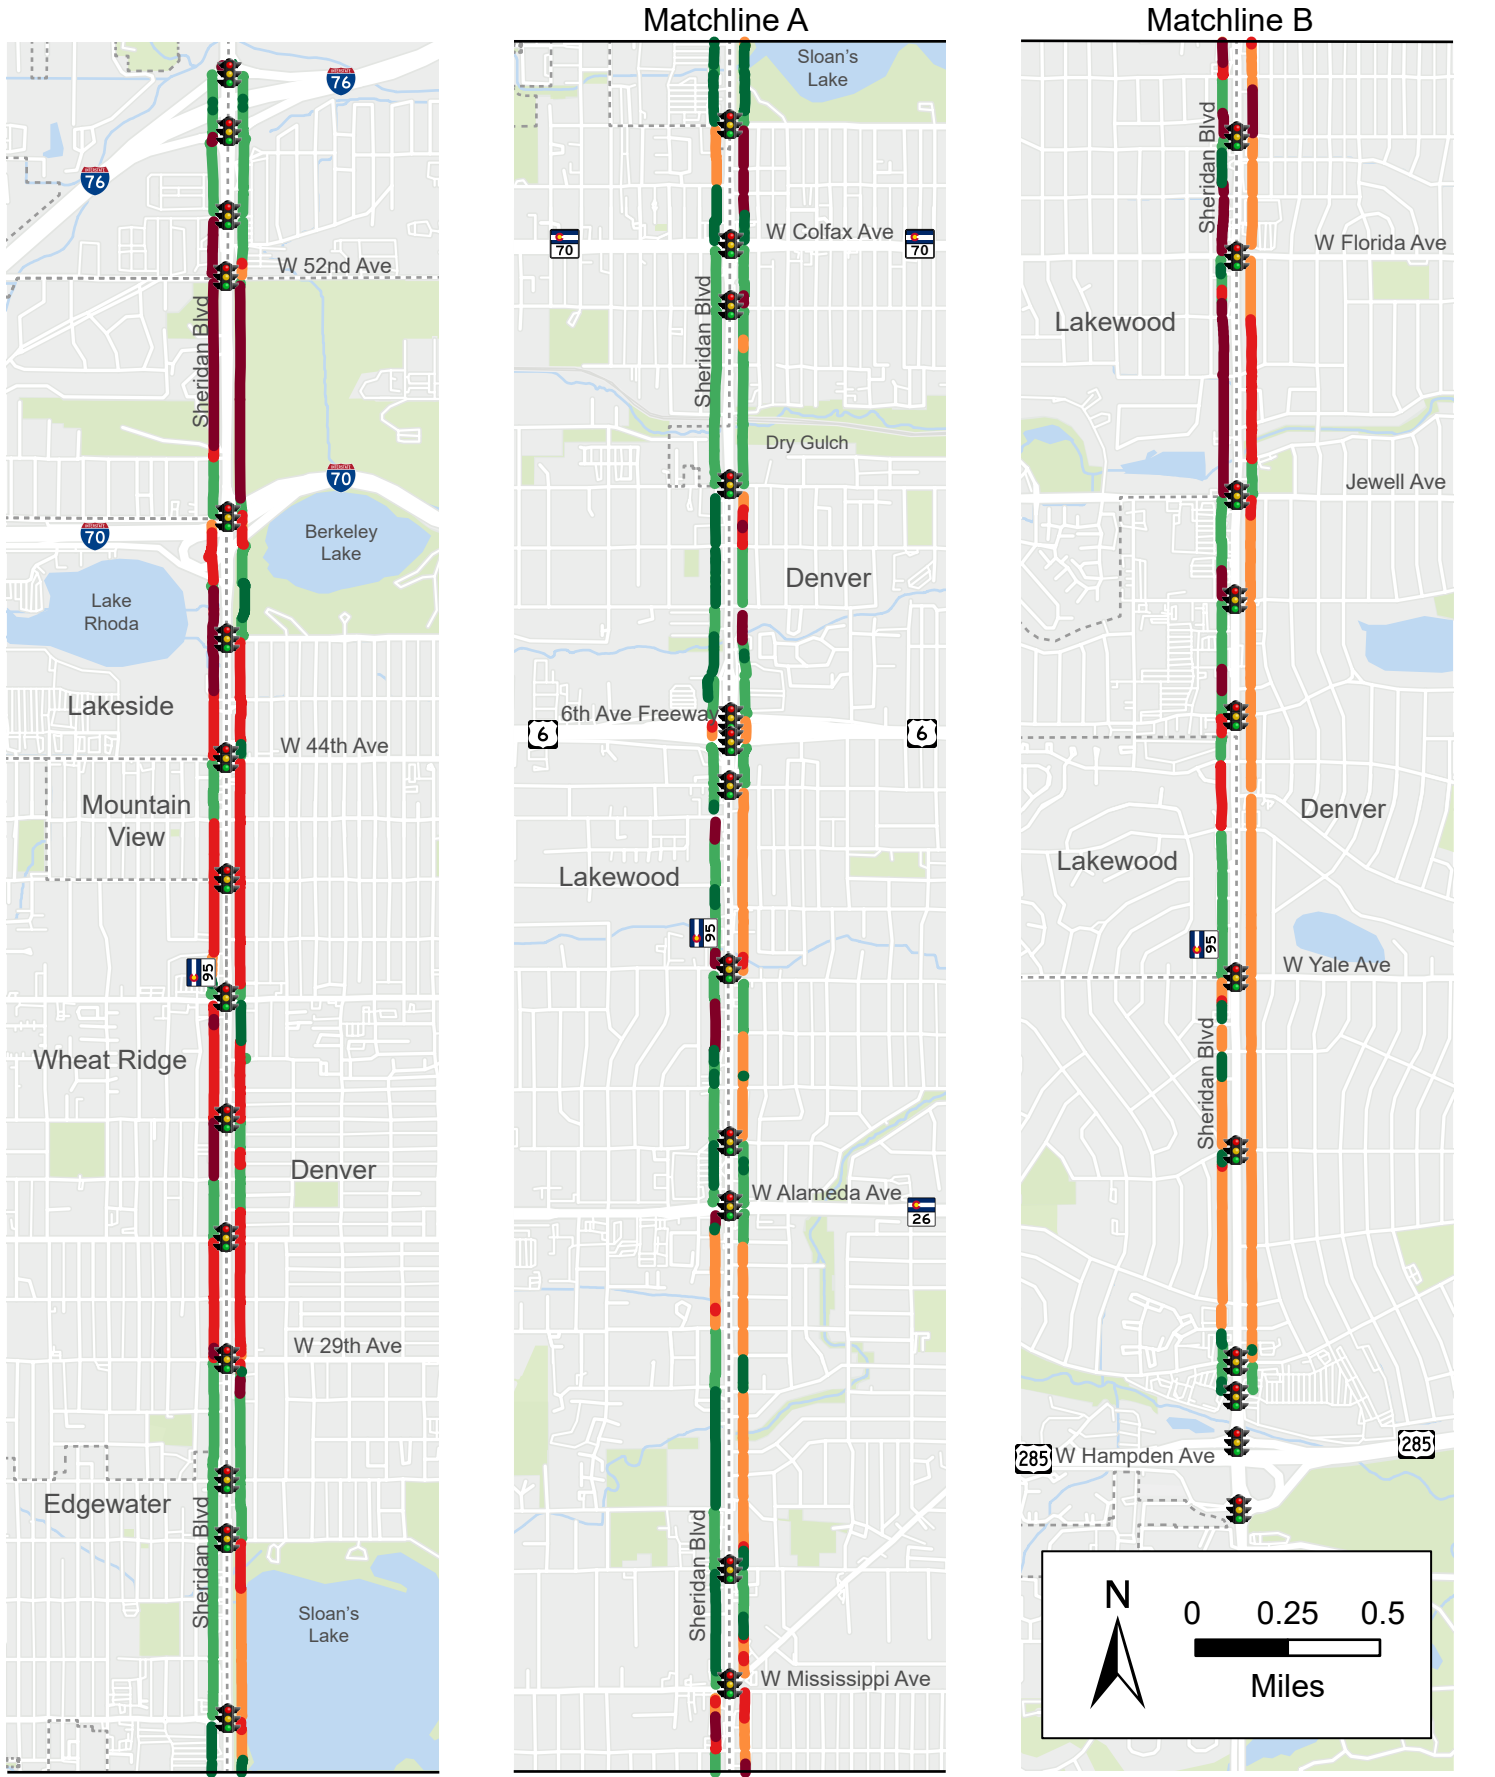 76
76
W 52nd Ave
Sheridan Blvd
70
70
Berkeley
Lake
Lake
Rhoda
Lakeside
W 44th Ave
Mountain
View
95
Wheat Ridge
Denver
W 29th Ave
Edgewater
Sheridan Blvd
Sloan's
Lake
Matchline A
Sloan's
Lake
W Colfax Ave
70
70
Sheridan Blvd
Dry Gulch
Denver
6th Ave Freeway
6
6
Lakewood
95
W Alameda Ave
26
Sheridan Blvd
W Mississippi Ave
Matchline B
Sheridan Blvd
W Florida Ave
Lakewood
Jewell Ave
Denver
Lakewood
95
W Yale Ave
Sheridan Blvd
285
W Hampden Ave
285
N
0 0.25 0.5
Miles